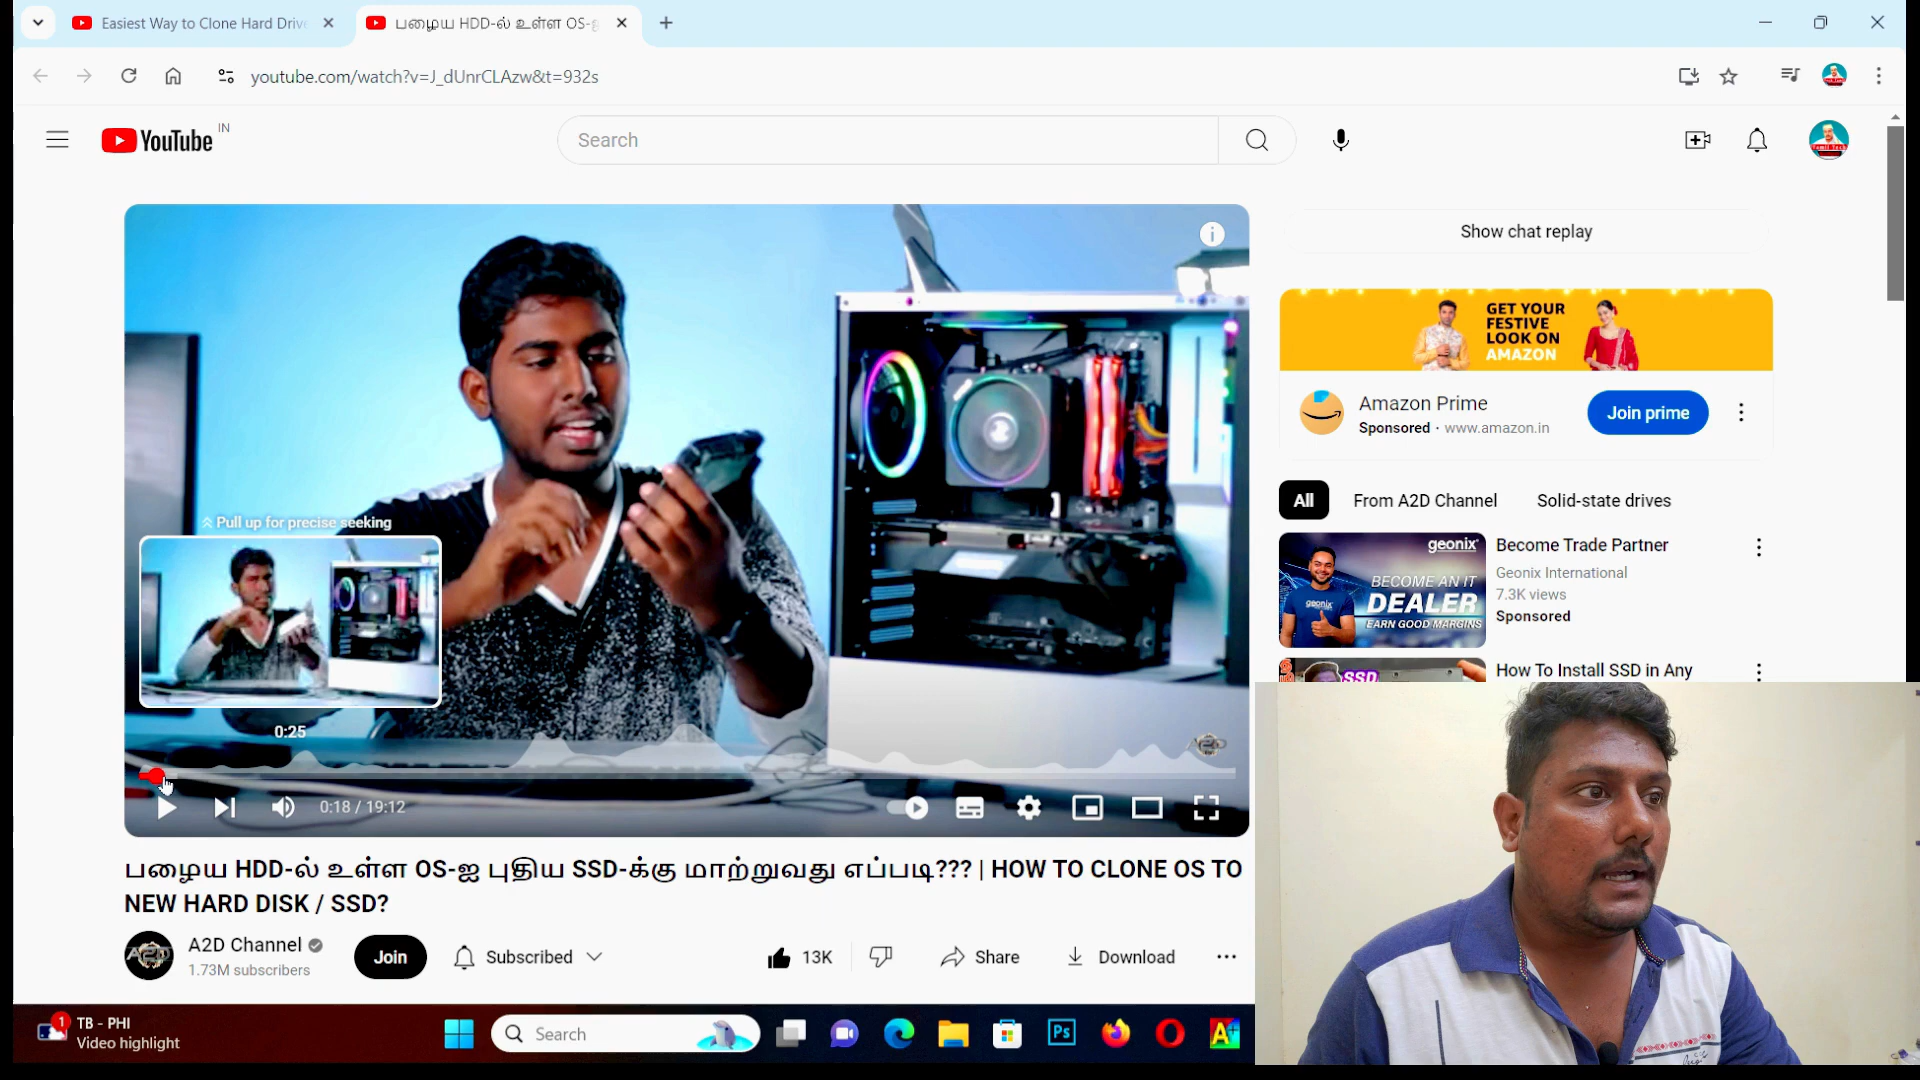 Easiest Way to Clone Hard Drive
பழைய HDD-ல் உள்ள OS-ஐ
youtube.com/watch?v=J_dUnrCLAzw&t=932s
YouTube IN
Search
Show chat replay
GET YOUR
FESTIVE
LOOK ON
AMAZON
Amazon Prime
Sponsored · www.amazon.in
Join prime
All
From A2D Channel
Solid-state drives
geonix
BECOME AN IT
DEALER
EARN GOOD MARGINS
Become Trade Partner
Geonix International
7.3K views
Sponsored
SSD
How To Install SSD in Any
Pull up for precise seeking
0:25
0:18 / 19:12
பழைய HDD-ல் உள்ள OS-ஐ புதிய SSD-க்கு மாற்றுவது எப்படி??? | HOW TO CLONE OS TO
NEW HARD DISK / SSD?
A2D
A2D Channel
1.73M subscribers
Join
Subscribed
13K
Share
Download
1
TB - PHI
Video highlight
Search
Ps